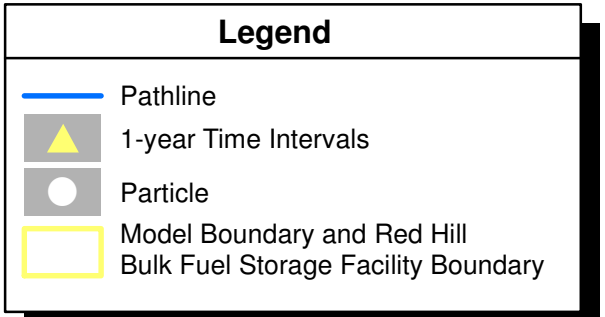 Legend
Pathline
1-year Time Intervals
Particle
Model Boundary and Red Hill
Bulk Fuel Storage Facility Boundary